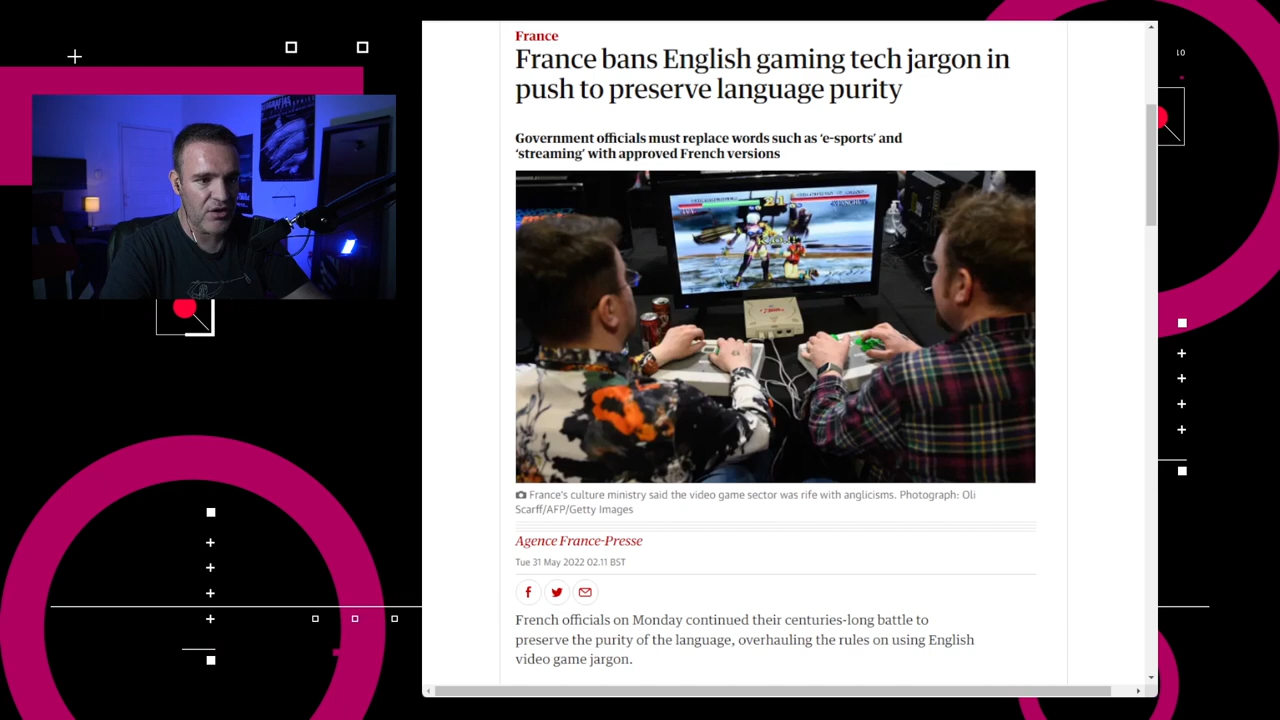 France
France bans English gaming tech jargon in
push to preserve language purity
Government officials must replace words such as ‘e-sports’ and
‘streaming’ with approved French versions
France's culture ministry said the video game sector was rife with anglicisms. Photograph: Oli
Scarff/AFP/Getty Images
Agence France-Presse
Tue 31 May 2022 02.11 BST
French officials on Monday continued their centuries-long battle to
preserve the purity of the language, overhauling the rules on using English
video game jargon.